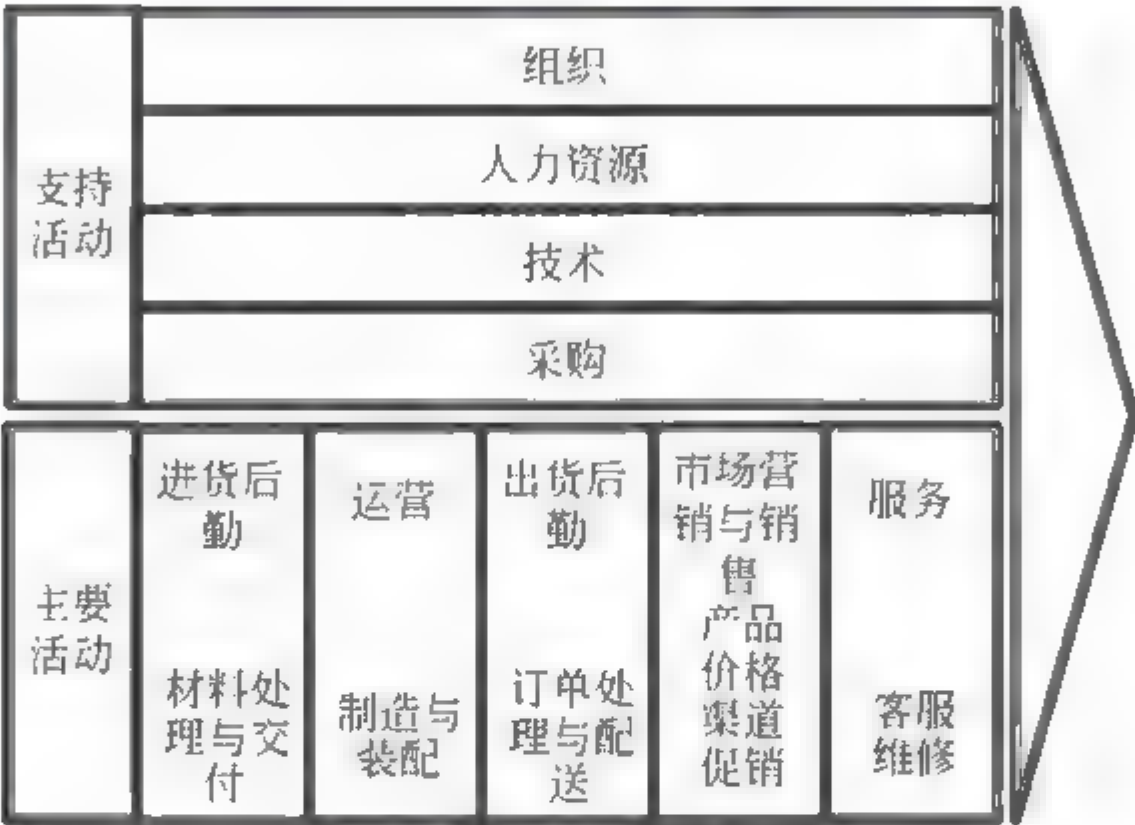 支持
活动
组织
人力资源
技术
采购
主要
活动
进货后
勤
材料处
理与交
付
运营
制造与
装配
出货后
勤
订单处
理与配
送
市场营
销与销
售
产品
价格
渠道
促销
服务
客服
维修